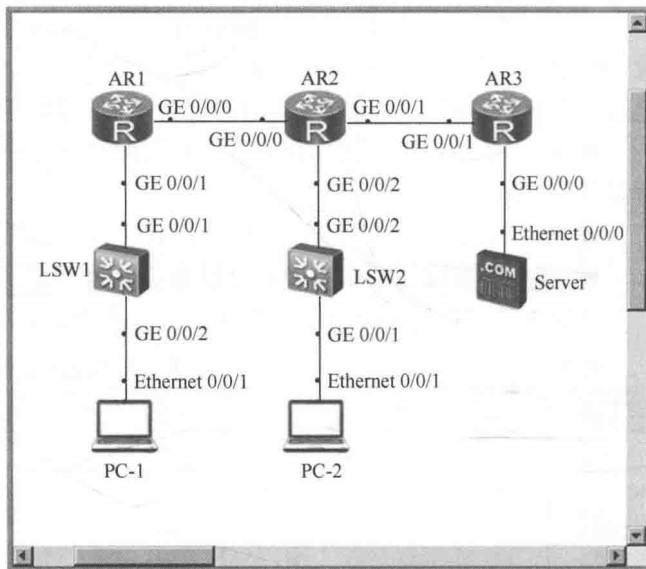 AR1 AR2 AR3
GE 0/0/0 GE 0/0/1
R R R
GE 0/0/0 GE 0/0/1
GE 0/0/1 GE 0/0/2 GE 0/0/0
GE 0/0/1 GE 0/0/2 Ethernet 0/0/0
LSW1 LSW2 .COM Server
GE 0/0/2 GE 0/0/1
Ethernet 0/0/1 Ethernet 0/0/1
PC-1 PC-2